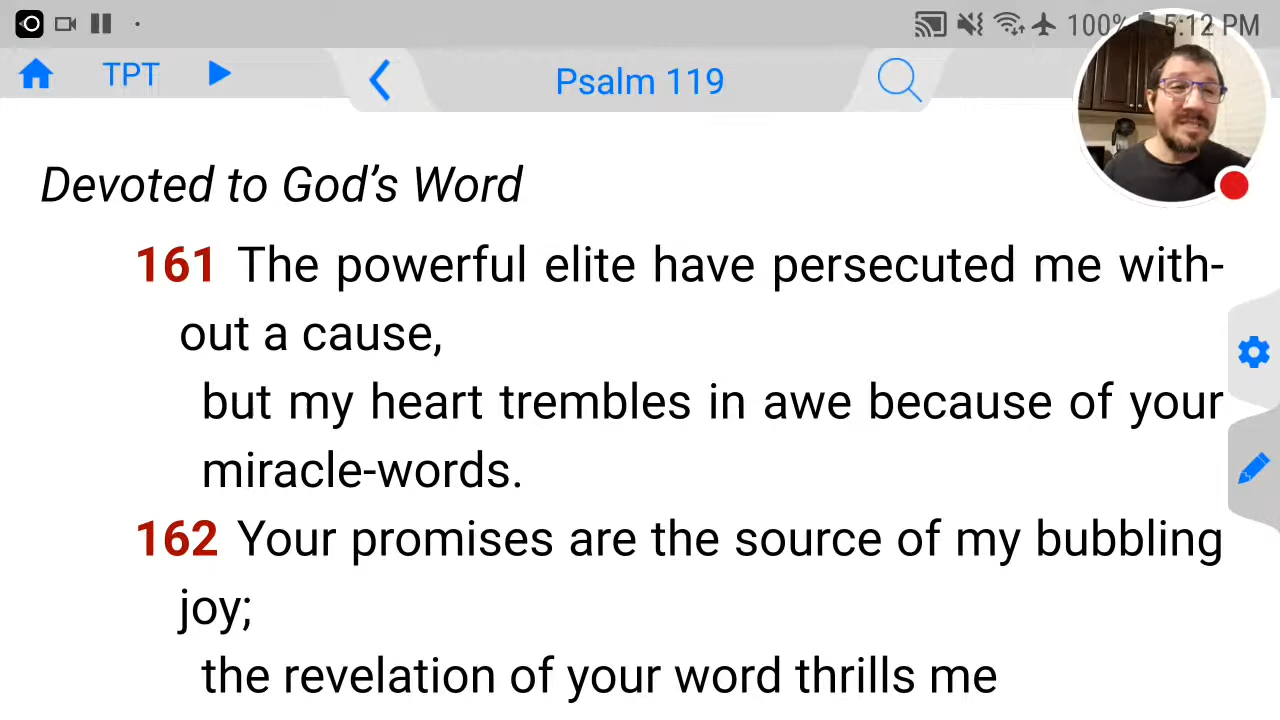 100% 5:12 PM
TPT Psalm 119
Devoted to God's Word
161 The powerful elite have persecuted me with-
out a cause,
but my heart trembles in awe because of your
miracle-words.
162 Your promises are the source of my bubbling
joy;
the revelation of your word thrills me